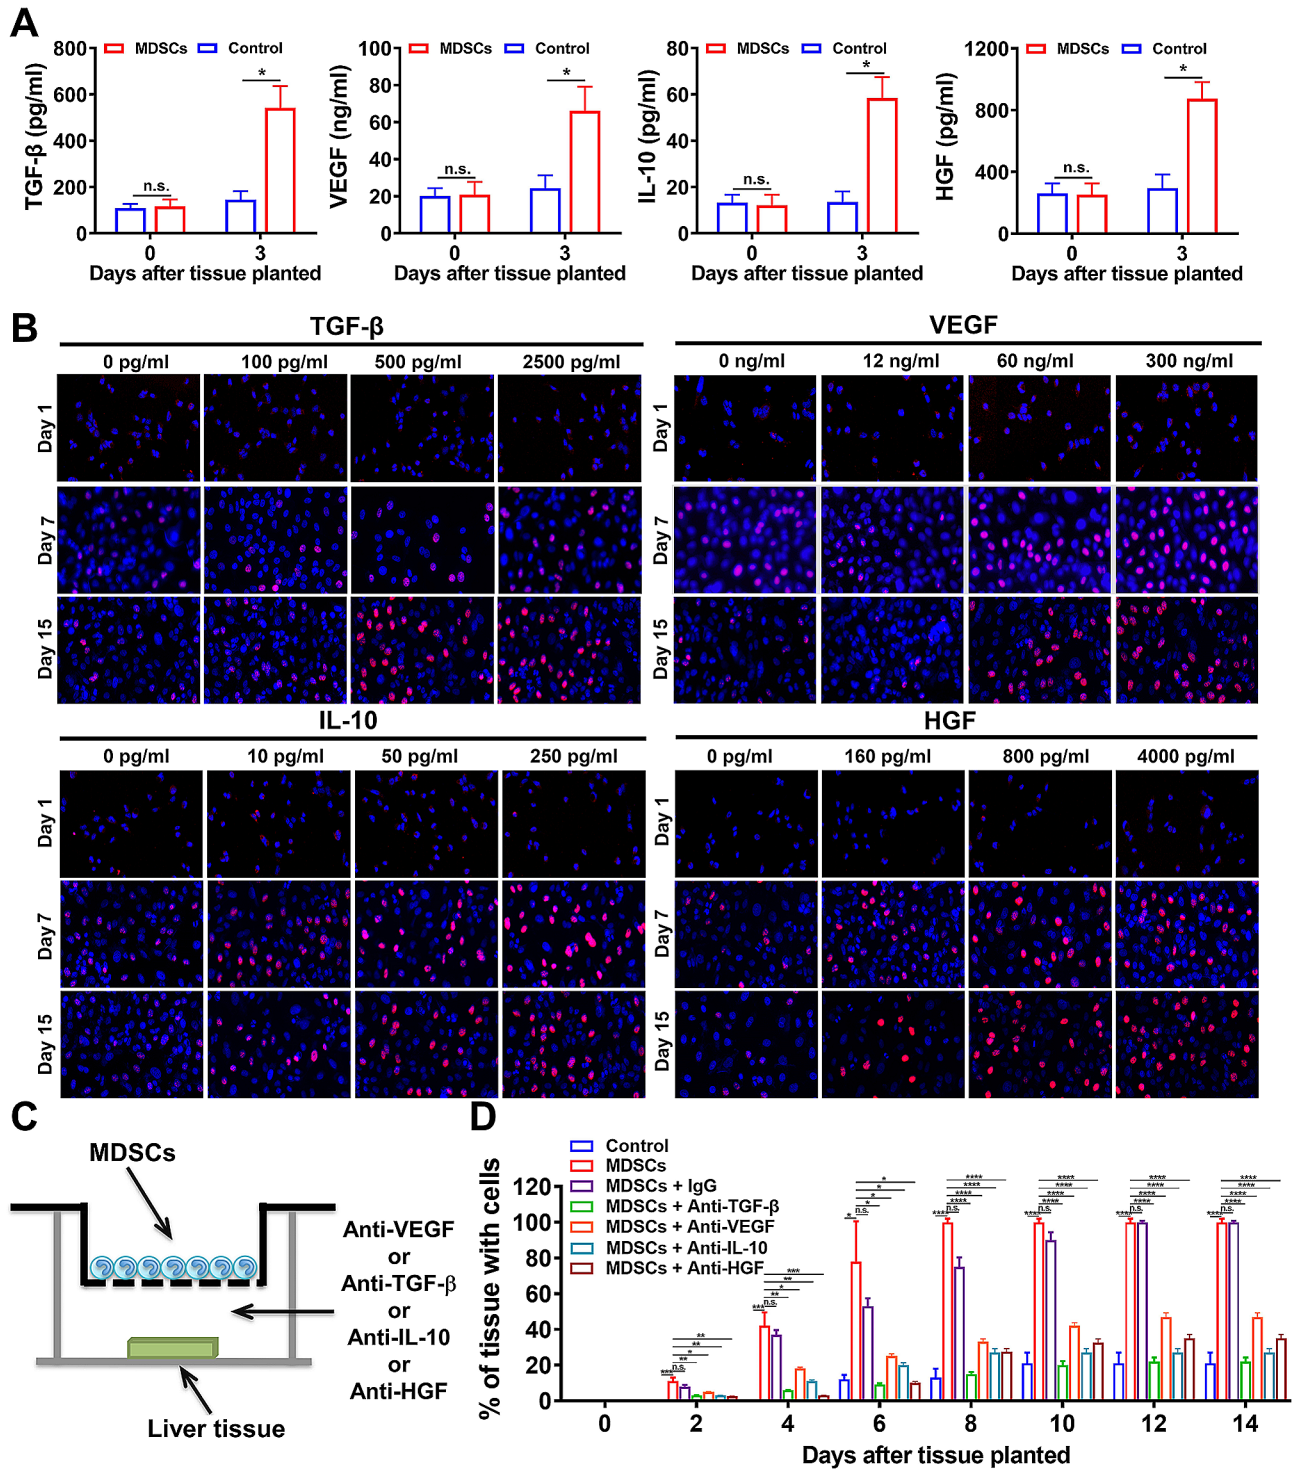 A
MDSCs Control
TGF-β (pg/ml)
800
600
400
200
0
n.s.
*
0 3
Days after tissue planted
MDSCs Control
VEGF (ng/ml)
100
80
60
40
20
0
n.s.
*
0 3
Days after tissue planted
MDSCs Control
IL-10 (pg/ml)
80
60
40
20
0
n.s.
*
0 3
Days after tissue planted
MDSCs Control
HGF (pg/ml)
1200
800
400
0
n.s.
*
0 3
Days after tissue planted
B
TGF-β
0 pg/ml 100 pg/ml 500 pg/ml 2500 pg/ml
Day 1
Day 7
Day 15
VEGF
0 ng/ml 12 ng/ml 60 ng/ml 300 ng/ml
Day 1
Day 7
Day 15
IL-10
0 pg/ml 10 pg/ml 50 pg/ml 250 pg/ml
Day 1
Day 7
Day 15
HGF
0 pg/ml 160 pg/ml 800 pg/ml 4000 pg/ml
Day 1
Day 7
Day 15
C
MDSCs
Anti-VEGF
or
Anti-TGF-β
or
Anti-IL-10
or
Anti-HGF
Liver tissue
D
Control
MDSCs
MDSCs + IgG
MDSCs + Anti-TGF-β
MDSCs + Anti-VEGF
MDSCs + Anti-IL-10
MDSCs + Anti-HGF
% of tissue with cells
120
100
80
60
40
20
0
**
**
*
**
*** n.s.
***
**
*
**
*** n.s.
*
*
*
*
* n.s.
****
****
****
****
**** n.s.
****
****
****
****
**** n.s.
****
****
****
****
**** n.s.
****
****
****
****
**** n.s.
0 2 4 6 8 10 12 14
Days after tissue planted